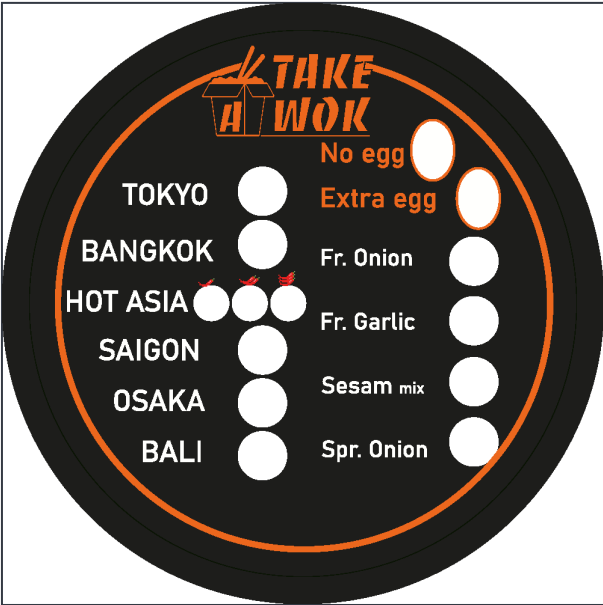 TAKE
A WOK
No egg
Extra egg
TOKYO
BANGKOK
HOT ASIA
SAIGON
OSAKA
BALI
Fr. Onion
Fr. Garlic
Sesam mix
Spr. Onion